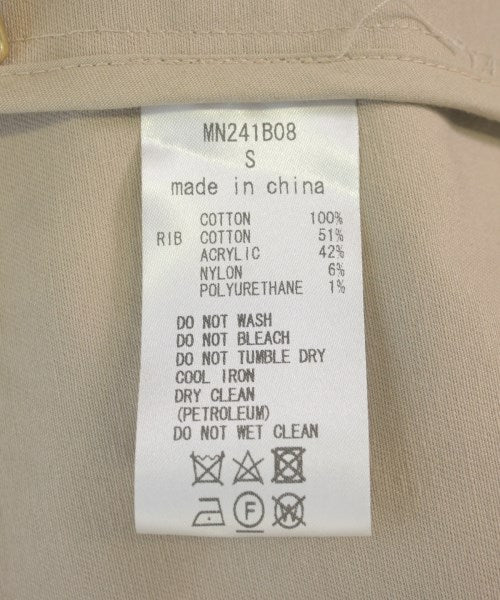 MN241B08
S
made in china
COTTON 100%
RIB COTTON 51%
ACRYLIC 42%
NYLON 6%
POLYURETHANE 1%
DO NOT WASH
DO NOT BLEACH
DO NOT TUMBLE DRY
COOL IRON
DRY CLEAN
(PETROLEUM)
DO NOT WET CLEAN
F W